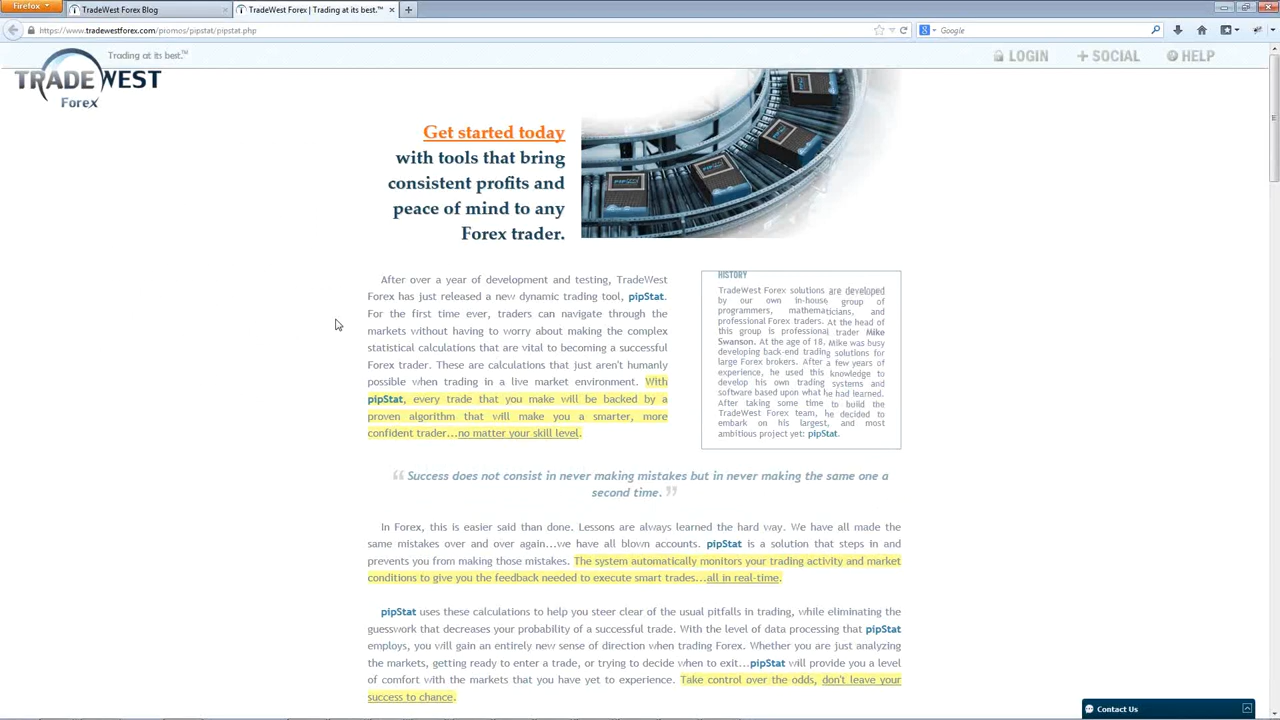 Firefox
TradeWest Forex Blog
TradeWest Forex | Trading at its best.™
https://www.tradewestforex.com/promos/pipstat/pipstat.php
Google
Trading at its best.™
TRADEWEST
Forex
LOGIN
+ SOCIAL
HELP
Get started today
with tools that bring
consistent profits and
peace of mind to any
Forex trader.
After over a year of development and testing, TradeWest
Forex has just released a new dynamic trading tool, pipStat.
For the first time ever, traders can navigate through the
markets without having to worry about making the complex
statistical calculations that are vital to becoming a successfully
Forex trader. These are calculations that just aren't humanly
possible when trading in a live market environment. With
pipStat, every trade that you make will be backed by a
proven algorithm that will make you a smarter, more
confident trader...no matter your skill level.
HISTORY
TradeWest Forex solutions are developed
by our own in-house group of
programmers, mathematicians, and
professional Forex traders. At the head of
this group is professional trader Mike
Swanson. At the age of 18, Mike was busy
developing back-end trading solutions for
large Forex brokers. After a few years of
experience, he used this knowledge to
develop his own trading systems and
software based upon what he had learned.
After taking some time to build the
TradeWest Forex team, he decided to
embark on his largest, and most
ambitious project yet: pipStat.
“ Success does not consist in never making mistakes but in never making the same one a
second time. ”
In Forex, this is easier said than done. Lessons are always learned the hard way. We have all made the
same mistakes over and over again...we have all blown accounts. pipStat is a solution that steps in and
prevents you from making those mistakes. The system automatically monitors your trading activity and market
conditions to give you the feedback needed to execute smart trades...all in real-time.
pipStat uses these calculations to help you steer clear of the usual pitfalls in trading, while eliminating the
guesswork that decreases your probability of a successful trade. With the level of data processing that pipStat
employs, you will gain an entirely new sense of direction when trading Forex. Whether you are just analyzing
the markets, getting ready to enter a trade, or trying to decide when to exit...pipStat will provide you a level
of comfort with the markets that you have yet to experience. Take control over the odds, don't leave your
success to chance.
Contact Us